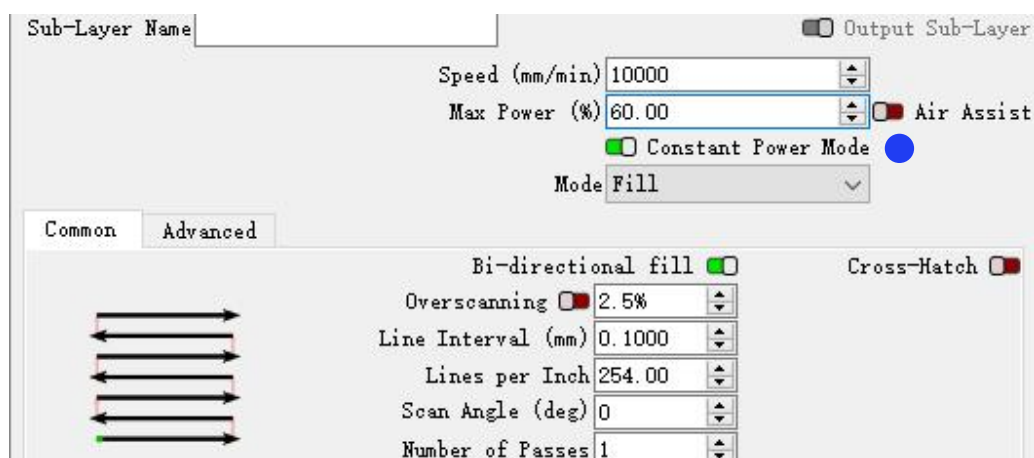 Sub-Layer Name Output Sub-Layer
Speed (mm/min) 10000
Max Power (%) 60.00 Air Assist
Constant Power Mode
Mode Fill
Common Advanced
Bi-directional fill Cross-Hatch
Overscanning 2.5%
Line Interval (mm) 0.1000
Lines per Inch 254.00
Scan Angle (deg) 0
Number of Passes 1